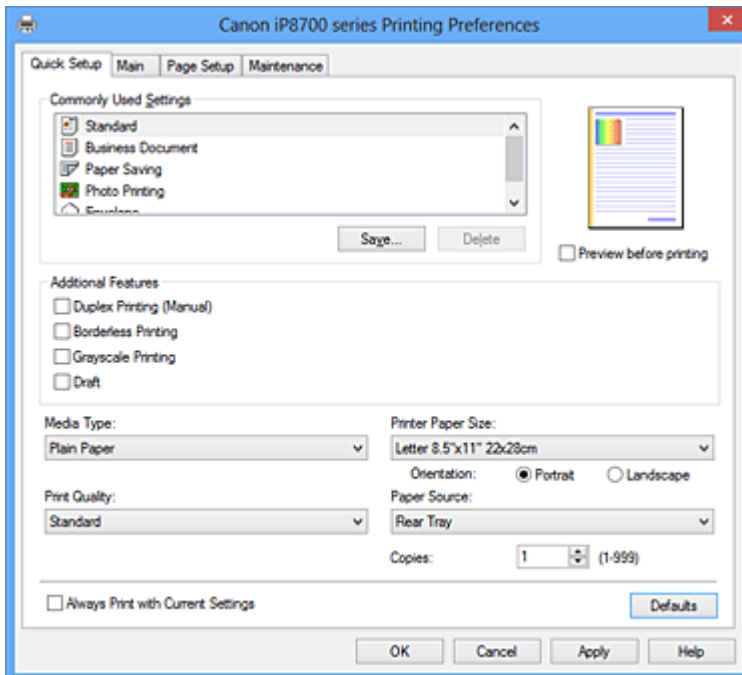 Canon iP8700 series Printing Preferences
Quick Setup Main Page Setup Maintenance
Commonly Used Settings
Standard
Business Document
Paper Saving
Photo Printing
Envelope
Save... Delete
Preview before printing
Additional Features
Duplex Printing (Manual)
Borderless Printing
Grayscale Printing
Draft
Media Type: Printer Paper Size:
Plain Paper Letter 8.5"x11" 22x28cm
Orientation: Portrait Landscape
Print Quality: Paper Source:
Standard Rear Tray
Copies: 1 (1-999)
Always Print with Current Settings Defaults
OK Cancel Apply Help